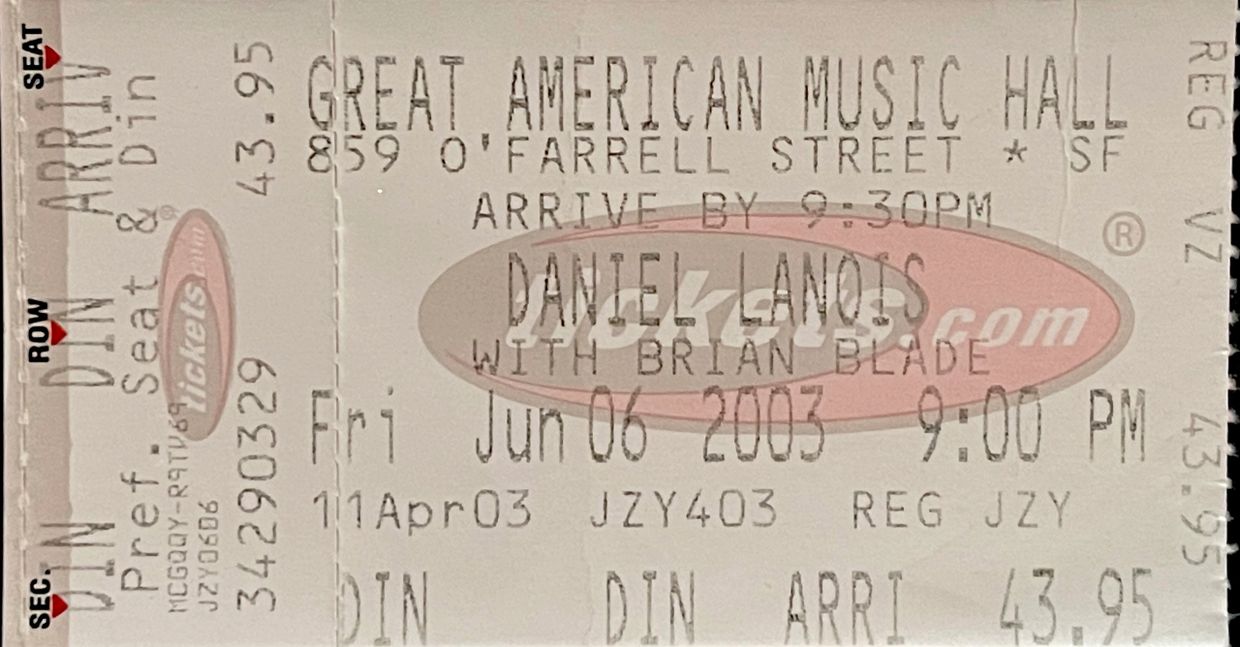 SEAT
ROW
SEC.
DIN DIN ARRIV
Pref. Seat & Din
JZY0606
34290329 43.95
tickets.com
GREAT AMERICAN MUSIC HALL
859 O'FARRELL STREET * SF
ARRIVE BY 9:30PM
DANIEL LANOIS
WITH BRIAN BLADE
tickets.com ®
Fri Jun 06 2003 9:00 PM
11Apr03 JZY403 REG JZY
DIN DIN ARRI 43.95
REG VZ 43.95